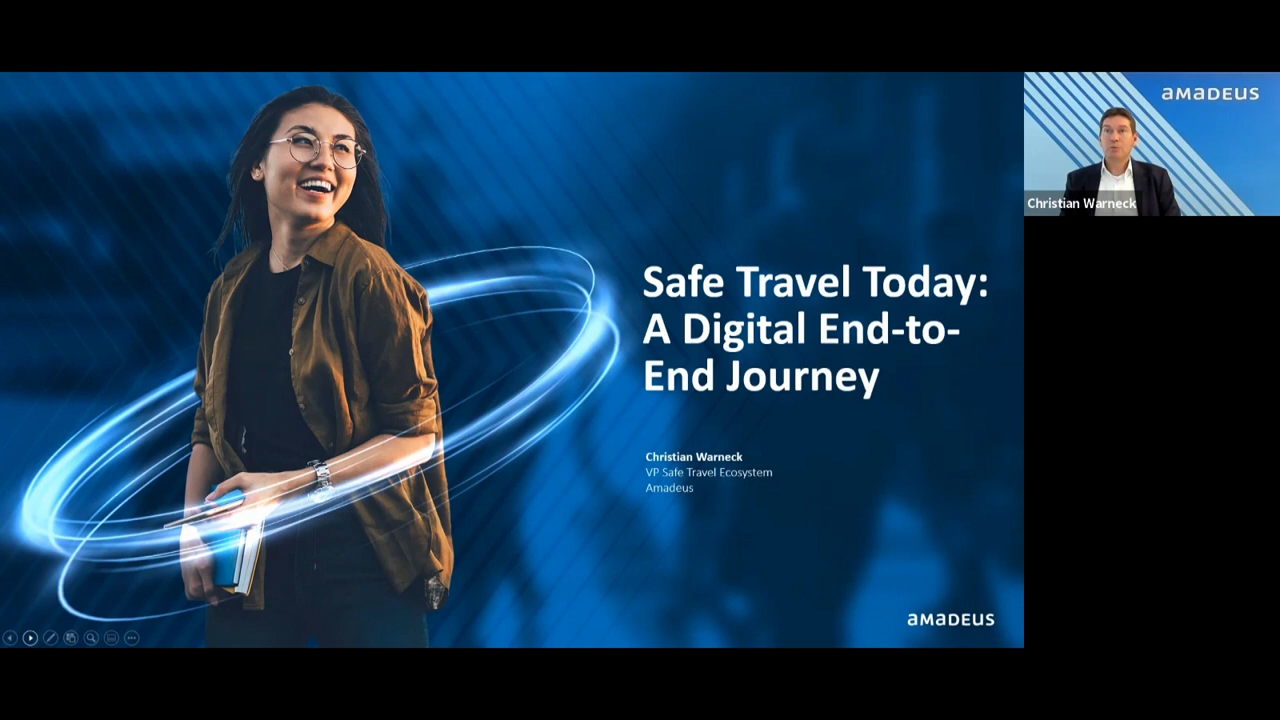 Safe Travel Today:
A Digital End-to-
End Journey
Christian Warneck
VP Safe Travel Ecosystem
Amadeus
amadeus
amadeus
Christian Warneck